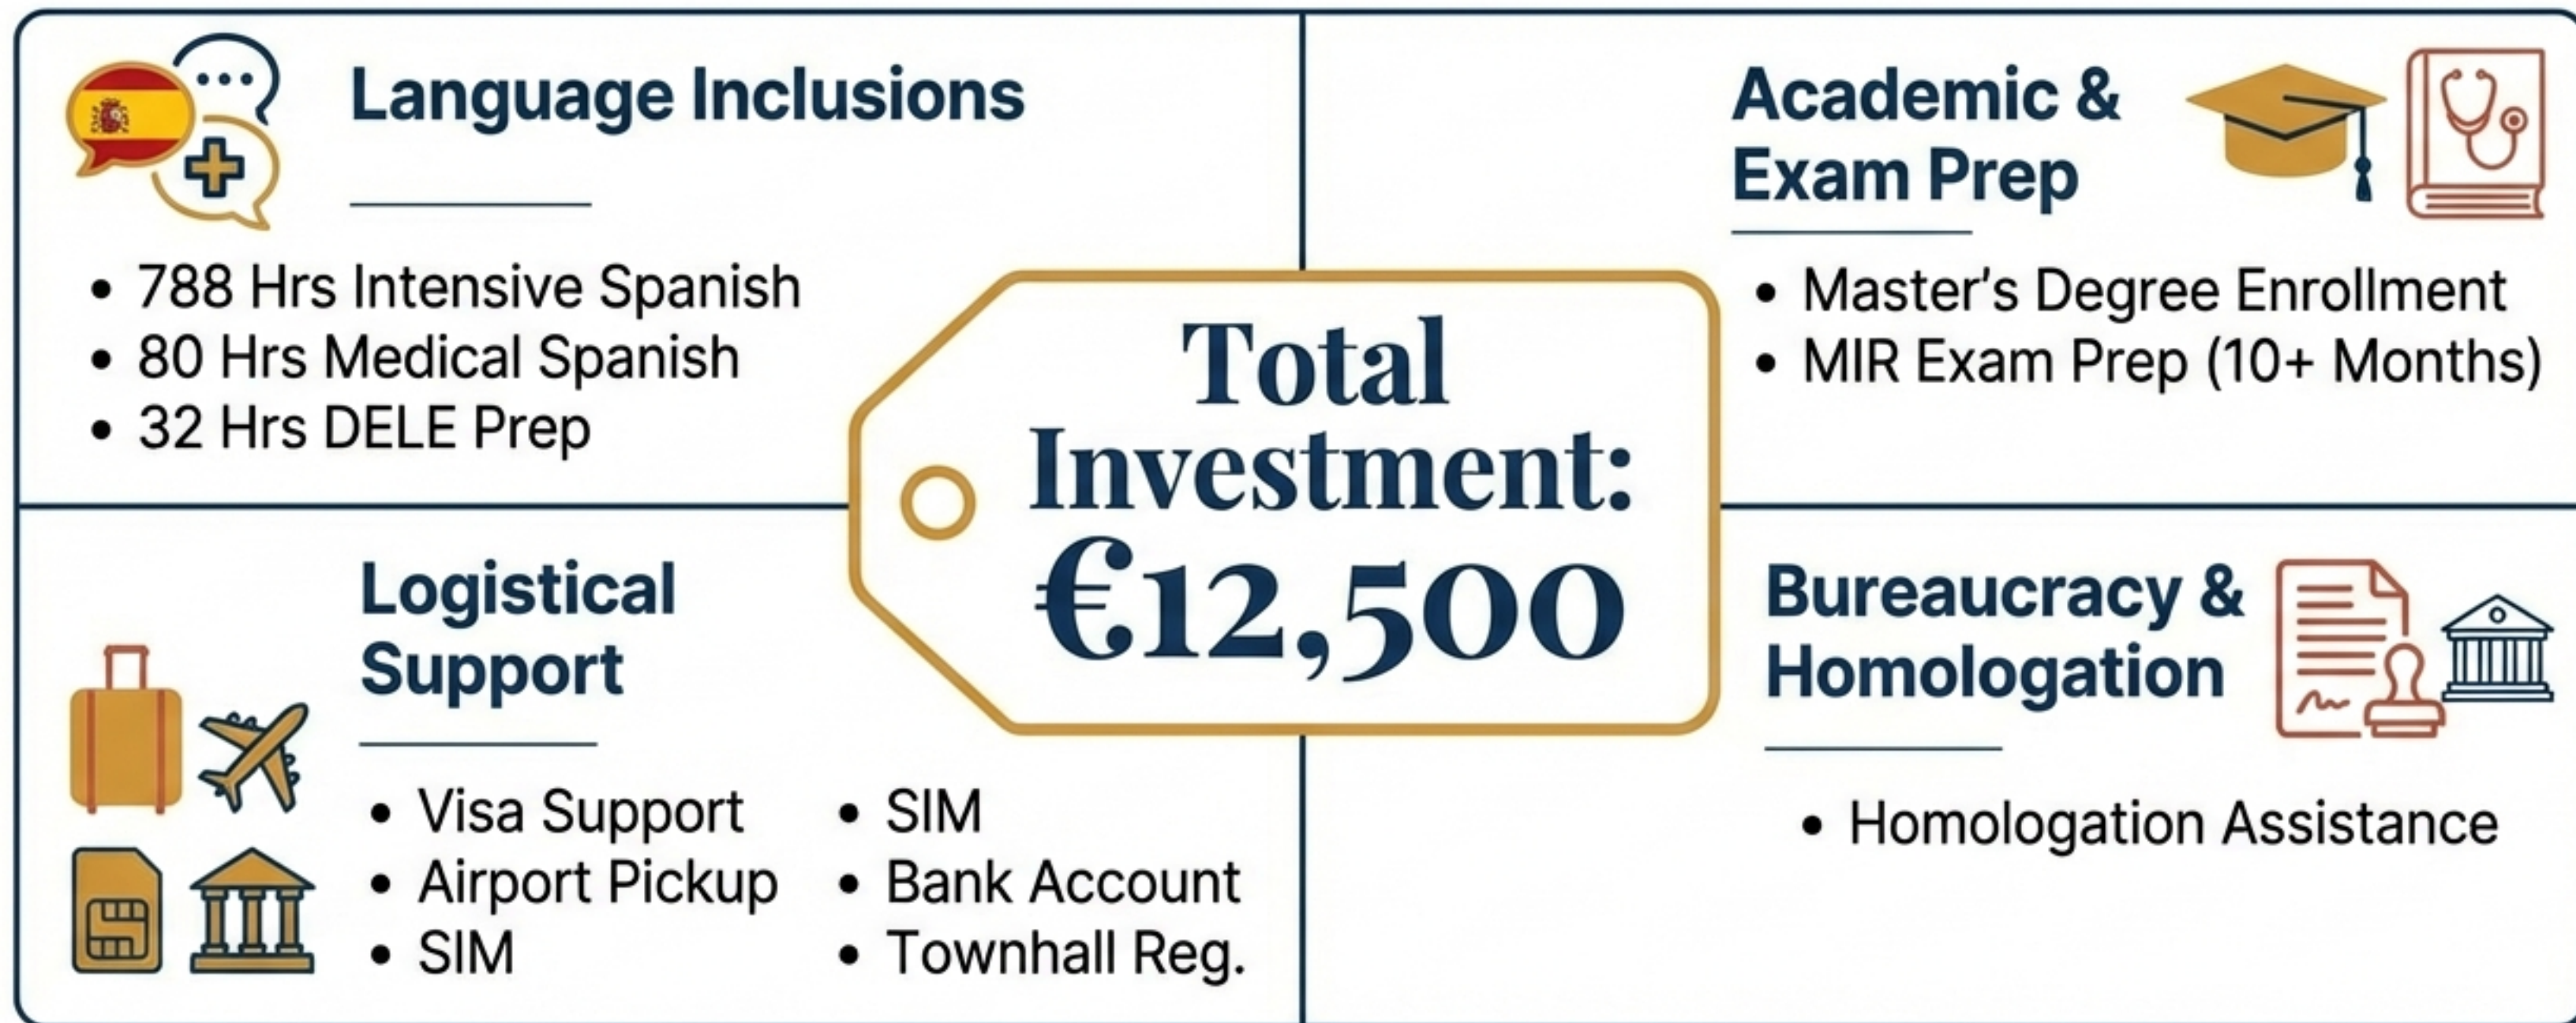 Language Inclusions
• 788 Hrs Intensive Spanish
• 80 Hrs Medical Spanish
• 32 Hrs DELE Prep
Academic &
Exam Prep
• Master's Degree Enrollment
• MIR Exam Prep (10+ Months)
Total
Investment:
€12,500
Logistical
Support
• Visa Support
• Airport Pickup
• SIM
• SIM
• Bank Account
• Townhall Reg.
Bureaucracy &
Homologation
• Homologation Assistance